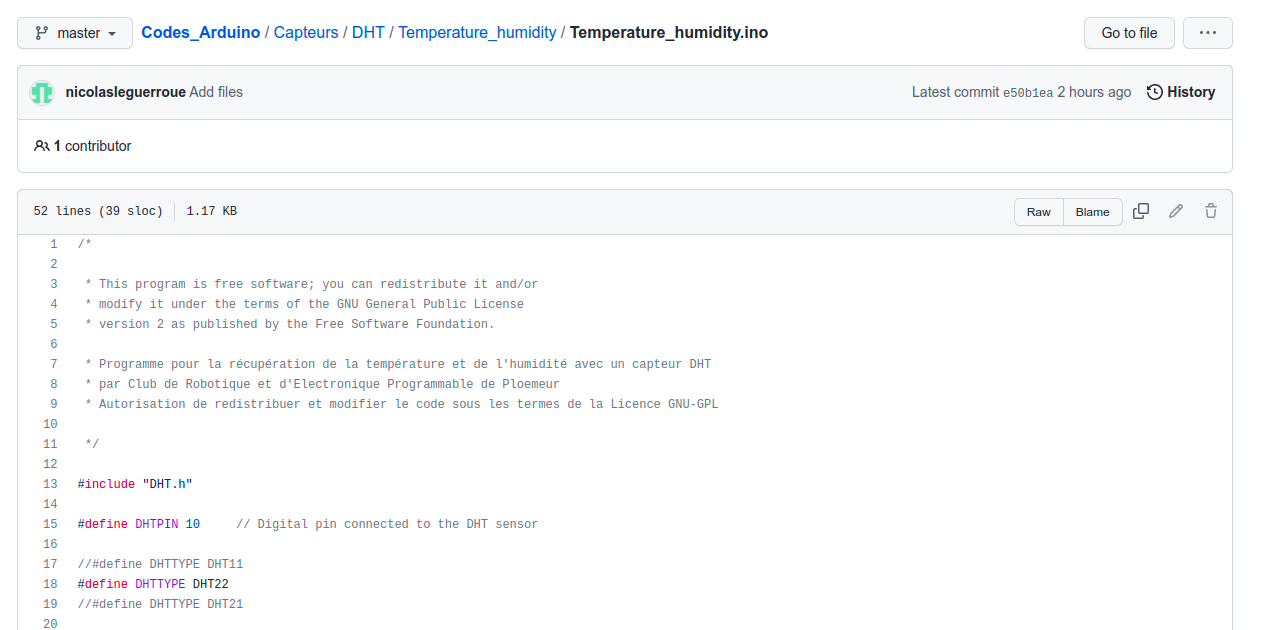 master Codes_Arduino / Capteurs / DHT / Temperature_humidity / Temperature_humidity.ino Go to file ...
nicolasleguerroue Add files Latest commit e50b1ea 2 hours ago History
1 contributor
52 lines (39 sloc) 1.17 KB Raw Blame
1 /*
2
3  * This program is free software; you can redistribute it and/or
4  * modify it under the terms of the GNU General Public License
5  * version 2 as published by the Free Software Foundation.
6
7  * Programme pour la récupération de la température et de l'humidité avec un capteur DHT
8  * par Club de Robotique et d'Electronique Programmable de Ploemeur
9  * Autorisation de redistribuer et modifier le code sous les termes de la Licence GNU-GPL
10
11  */
12
13 #include "DHT.h"
14
15 #define DHTPIN 10     // Digital pin connected to the DHT sensor
16
17 //#define DHTTYPE DHT11
18 #define DHTTYPE DHT22
19 //#define DHTTYPE DHT21
20